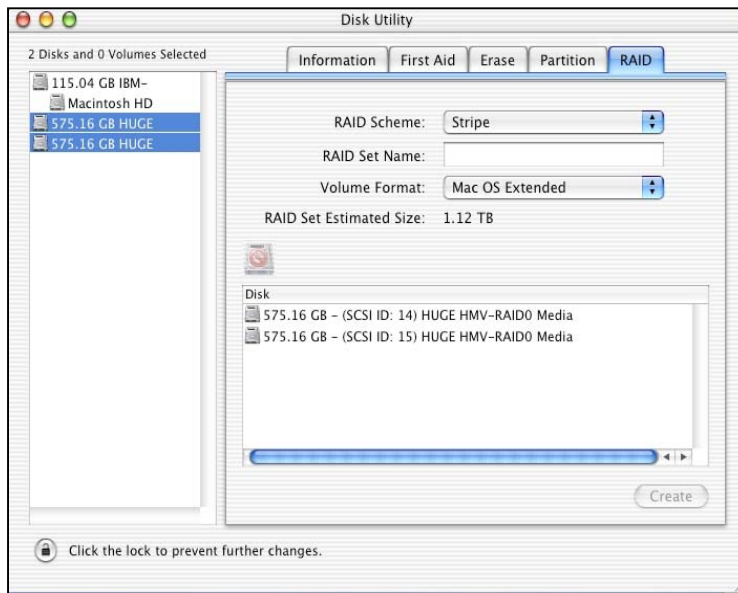 Disk Utility
2 Disks and 0 Volumes Selected
115.04 GB IBM-
Macintosh HD
575.16 GB HUGE
575.16 GB HUGE
Information First Aid Erase Partition RAID
RAID Scheme: Stripe
RAID Set Name:
Volume Format: Mac OS Extended
RAID Set Estimated Size: 1.12 TB
Disk
575.16 GB – (SCSI ID: 14) HUGE HMV-RAID0 Media
575.16 GB – (SCSI ID: 15) HUGE HMV-RAID0 Media
Create
Click the lock to prevent further changes.